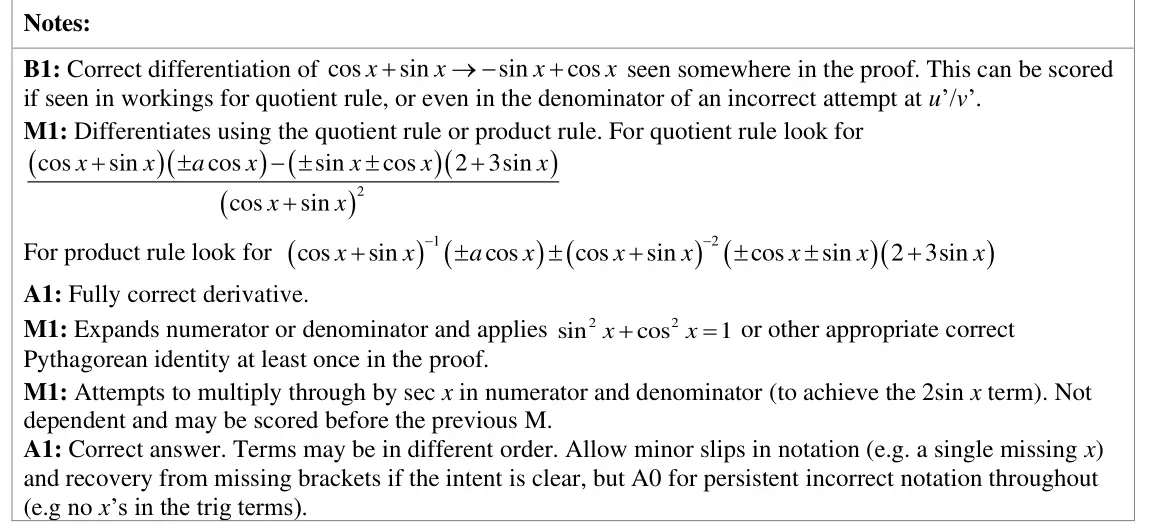 Notes:
B1: Correct differentiation of cos x + sin x → − sin x + cos x seen somewhere in the proof. This can be scored
if seen in workings for quotient rule, or even in the denominator of an incorrect attempt at u’/v’.
M1: Differentiates using the quotient rule or product rule. For quotient rule look for
(cos x + sin x)(±a cos x) − (±sin x ± cos x)(2 + 3sin x)
(cos x + sin x)²
For product rule look for (cos x + sin x)⁻¹(±a cos x) ± (cos x + sin x)⁻²(±cos x ± sin x)(2 + 3sin x)
A1: Fully correct derivative.
M1: Expands numerator or denominator and applies sin² x + cos² x = 1 or other appropriate correct
Pythagorean identity at least once in the proof.
M1: Attempts to multiply through by sec x in numerator and denominator (to achieve the 2sin x term). Not
dependent and may be scored before the previous M.
A1: Correct answer. Terms may be in different order. Allow minor slips in notation (e.g. a single missing x)
and recovery from missing brackets if the intent is clear, but A0 for persistent incorrect notation throughout
(e.g no x’s in the trig terms).